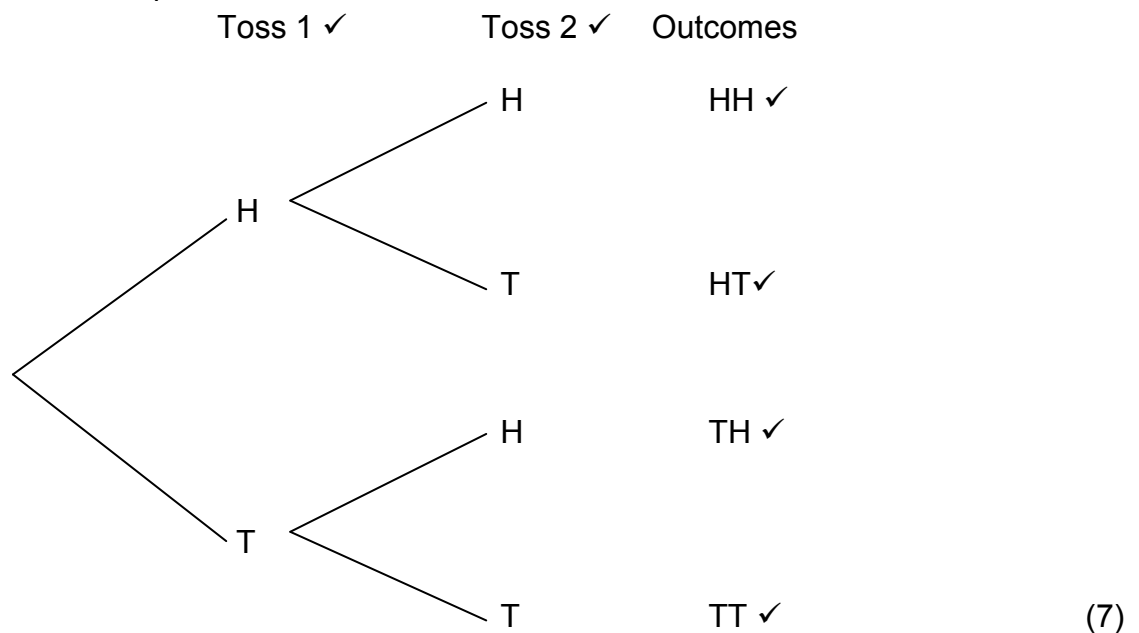 Toss 1 ✓ Toss 2 ✓ Outcomes
H HH ✓
H
T HT✓
H TH ✓
T
T TT ✓ (7)